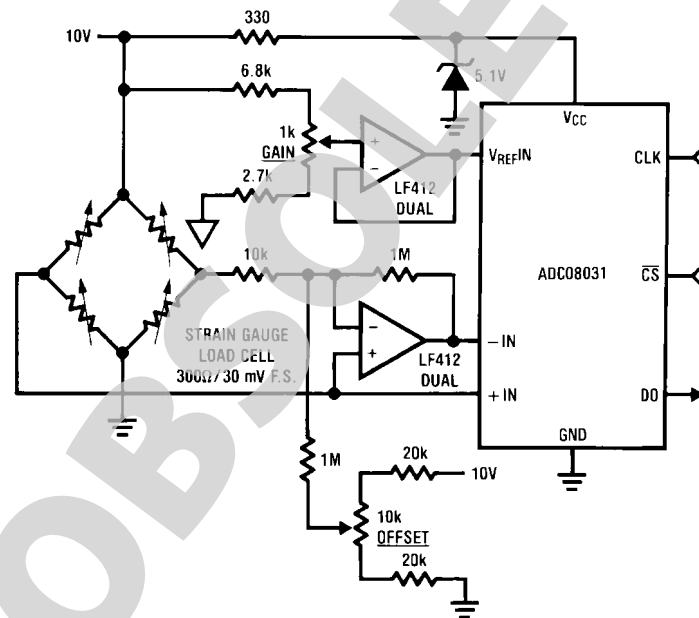 330
10V
5.1V
6.8k
1k
GAIN
2.7k
+
-
LF412
DUAL
VCC
VREFIN
CLK
ADC08031
CS
10k
1M
-
+
LF412
DUAL
-IN
+IN
DO
GND
STRAIN GAUGE
LOAD CELL
300Ω/30 mV F.S.
1M
20k
10V
10k
OFFSET
20k
OBSOLE